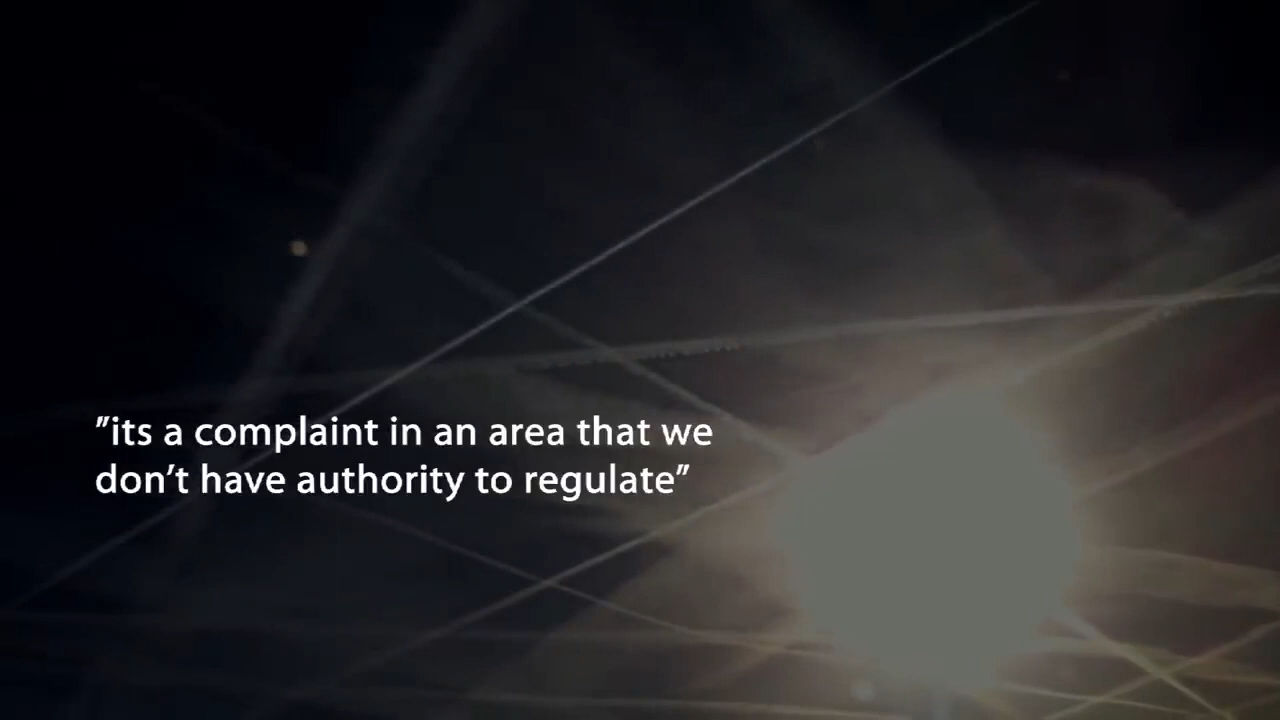 "its a complaint in an area that we
don't have authority to regulate"